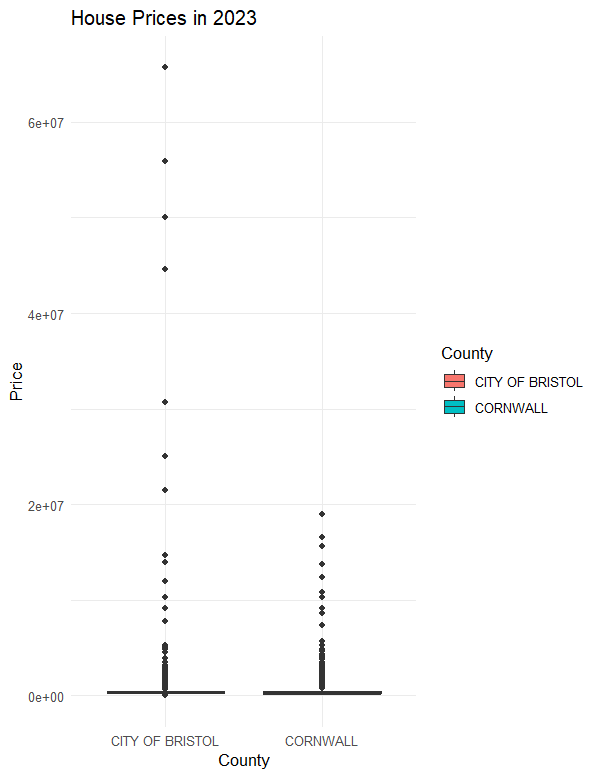 House Prices in 2023
6e+07
4e+07
2e+07
0e+00
Price
CITY OF BRISTOL
CORNWALL
County
County
CITY OF BRISTOL
CORNWALL